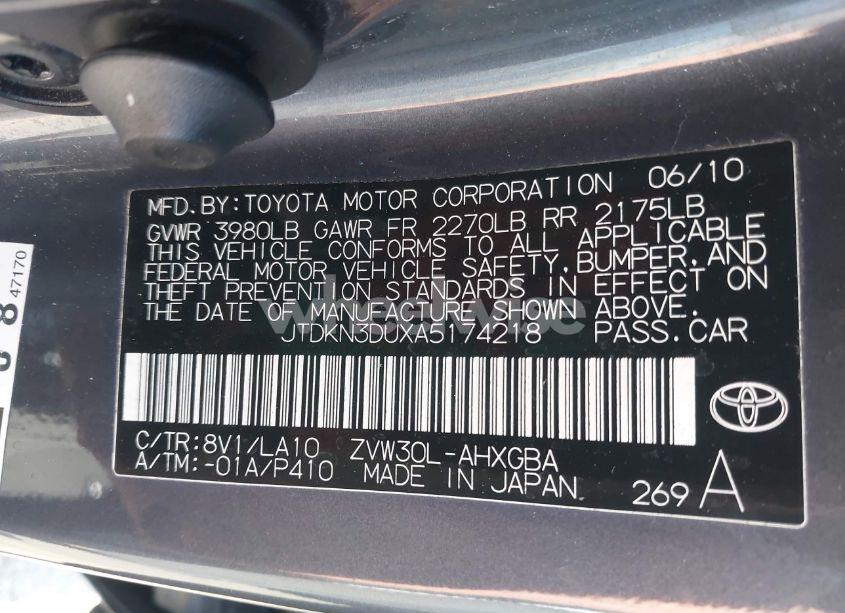 MFD.BY:TOYOTA MOTOR CORPORATION 06/10
GVWR 3980LB GAWR FR 2270LB RR 2175LB
THIS VEHICLE CONFORMS TO ALL APPLICABLE
FEDERAL MOTOR VEHICLE SAFETY,BUMPER,AND
THEFT PREVENTION STANDARDS IN EFFECT ON
THE DATE OF MANUFACTURE SHOWN ABOVE.
JTDKN3DUXA5174218 PASS.CAR
C/TR:8V1/LA10 ZVW30L-AHXGBA
A/TM:-01A/P410 MADE IN JAPAN
269 A
47170